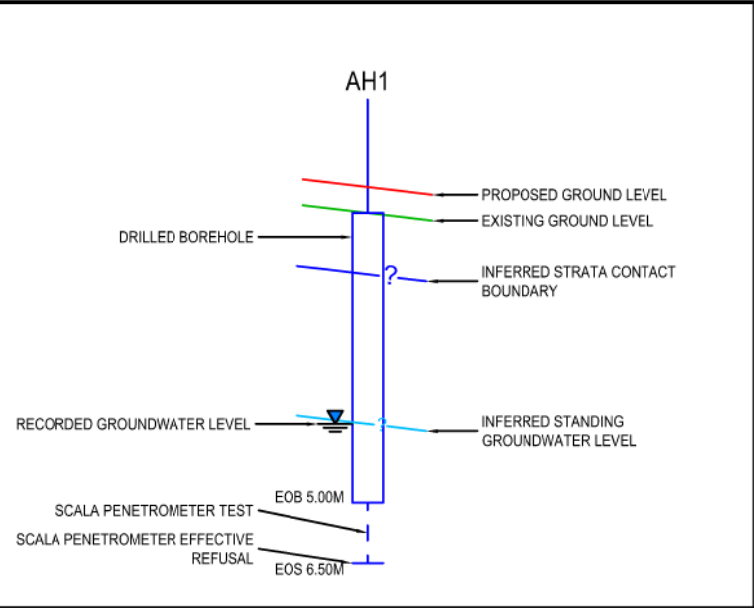 AH1
PROPOSED GROUND LEVEL
EXISTING GROUND LEVEL
DRILLED BOREHOLE
?
INFERRED STRATA CONTACT
BOUNDARY
RECORDED GROUNDWATER LEVEL
?
INFERRED STANDING
GROUNDWATER LEVEL
EOB 5.00M
SCALA PENETROMETER TEST
SCALA PENETROMETER EFFECTIVE
REFUSAL
EOS 6.50M